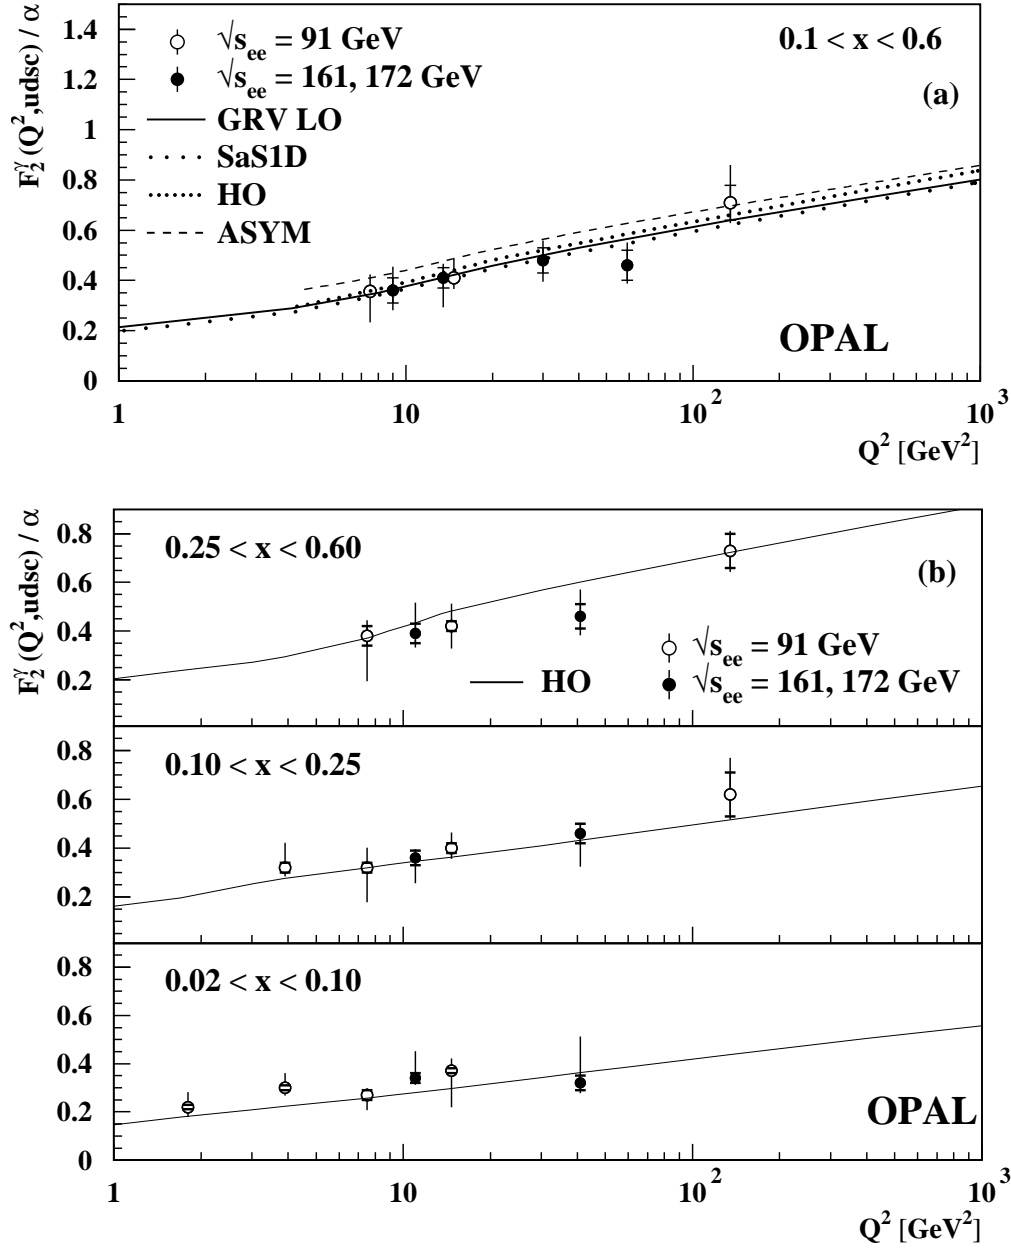 F₂^γ (Q²,udsc) / α
1.4
1.2
1
0.8
0.6
0.4
0.2
0
√s_ee = 91 GeV
√s_ee = 161, 172 GeV
GRV LO
SaS1D
HO
ASYM
0.1 < x < 0.6
(a)
OPAL
1
10
10²
10³
Q² [GeV²]
F₂^γ (Q²,udsc) / α
0.8
0.6
0.4
0.2
0.25 < x < 0.60
(b)
√s_ee = 91 GeV
HO
√s_ee = 161, 172 GeV
0.8
0.6
0.4
0.2
0.10 < x < 0.25
0.8
0.6
0.4
0.2
0
0.02 < x < 0.10
OPAL
1
10
10²
10³
Q² [GeV²]